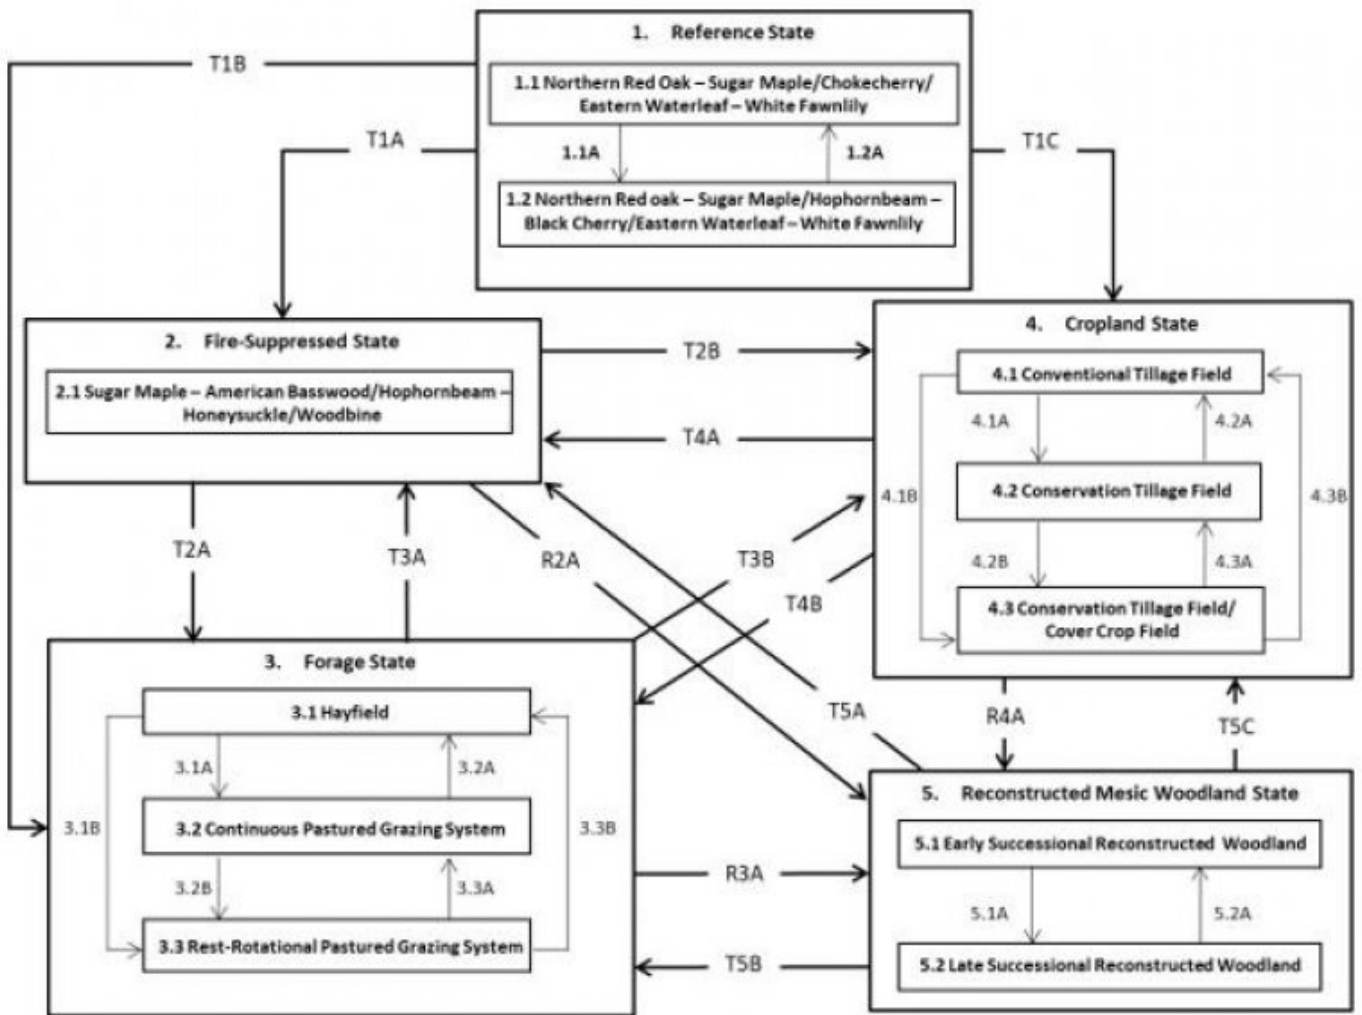 1. Reference State
T1B
1.1 Northern Red Oak – Sugar Maple/Chokecherry/
Eastern Waterleaf – White Fawnlily
T1A
1.1A
1.2A
T1C
1.2 Northern Red oak – Sugar Maple/Hophornbeam –
Black Cherry/Eastern Waterleaf – White Fawnlily
2. Fire-Suppressed State
2.1 Sugar Maple – American Basswood/Hophornbeam –
Honeysuckle/Woodbine
T2B
T4A
4. Cropland State
4.1 Conventional Tillage Field
4.1A
4.2A
4.2 Conservation Tillage Field
4.1B
4.3B
4.2B
4.3A
4.3 Conservation Tillage Field/
Cover Crop Field
T2A
T3A
R2A
T3B
T4B
T5A
R4A
T5C
3. Forage State
3.1 Hayfield
3.1A
3.2A
3.1B
3.2 Continuous Pastured Grazing System
3.3B
3.2B
3.3A
3.3 Rest-Rotational Pastured Grazing System
R3A
T5B
5. Reconstructed Mesic Woodland State
5.1 Early Successional Reconstructed Woodland
5.1A
5.2A
5.2 Late Successional Reconstructed Woodland